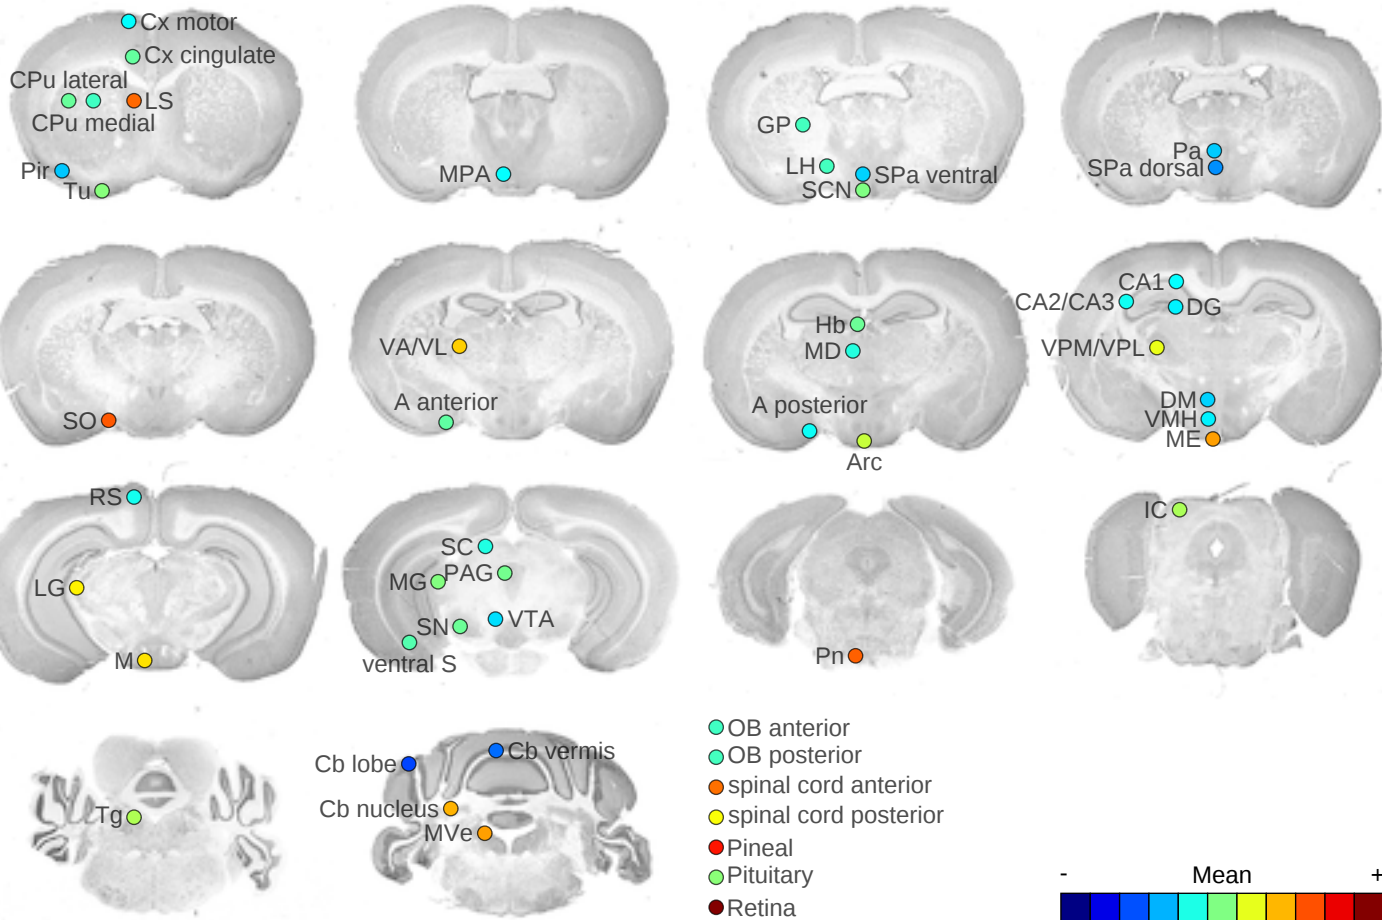 Cx motor
Cx cingulate
CPu lateral
LS
CPu medial
Pir
Tu
MPA
GP
LH
SPa ventral
SCN
Pa
SPa dorsal
SO
VA/VL
A anterior
Hb
MD
A posterior
Arc
CA1
CA2/CA3
DG
VPM/VPL
DM
VMH
ME
RS
LG
M
SC
MG
PAG
SN
VTA
ventral S
Pn
IC
Tg
Cb lobe
Cb vermis
Cb nucleus
MVe
OB anterior
OB posterior
spinal cord anterior
spinal cord posterior
Pineal
Pituitary
Retina
- Mean +